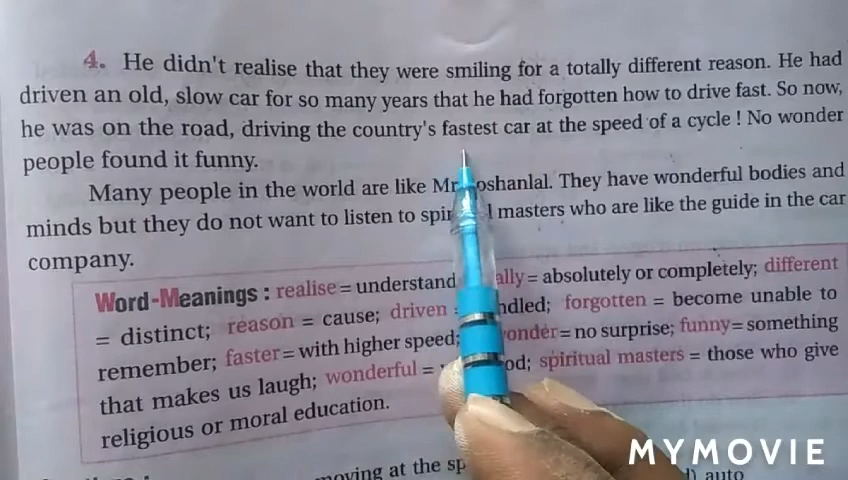 4. He didn't realise that they were smiling for a totally different reason. He had
driven an old, slow car for so many years that he had forgotten how to drive fast. So now,
he was on the road, driving the country's fastest car at the speed of a cycle ! No wonder
people found it funny.
Many people in the world are like Mr oshanlal. They have wonderful bodies and
minds but they do not want to listen to spi l masters who are like the guide in the car
company.
Word-Meanings : realise = understand ally = absolutely or completely; different
= distinct; reason = cause; driven = ndled; forgotten = become unable to
remember; faster = with higher speed; onder = no surprise; funny = something
that makes us laugh; wonderful = od; spiritual masters = those who give
religious or moral education.
moving at the sp auto
MYMOVIE